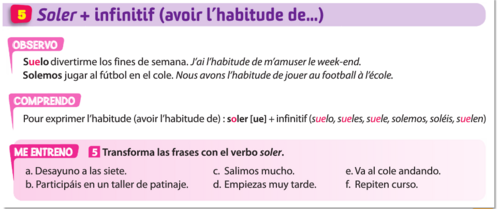 5 Soler + infinitif (avoir l'habitude de...)
OBSERVO
Suelo divertirme los fines de semana. J'ai l'habitude de m'amuser le week-end.
Solemos jugar al fútbol en el cole. Nous avons l'habitude de jouer au football à l'école.
COMPRENDO
Pour exprimer l'habitude (avoir l'habitude de) : soler [ue] + infinitif (suelo, sueles, suele, solemos, soléis, suelen)
ME ENTRENO 5 Transforma las frases con el verbo soler.
a. Desayuno a las siete. c. Salimos mucho. e. Va al cole andando.
b. Participáis en un taller de patinaje. d. Empiezas muy tarde. f. Repiten curso.